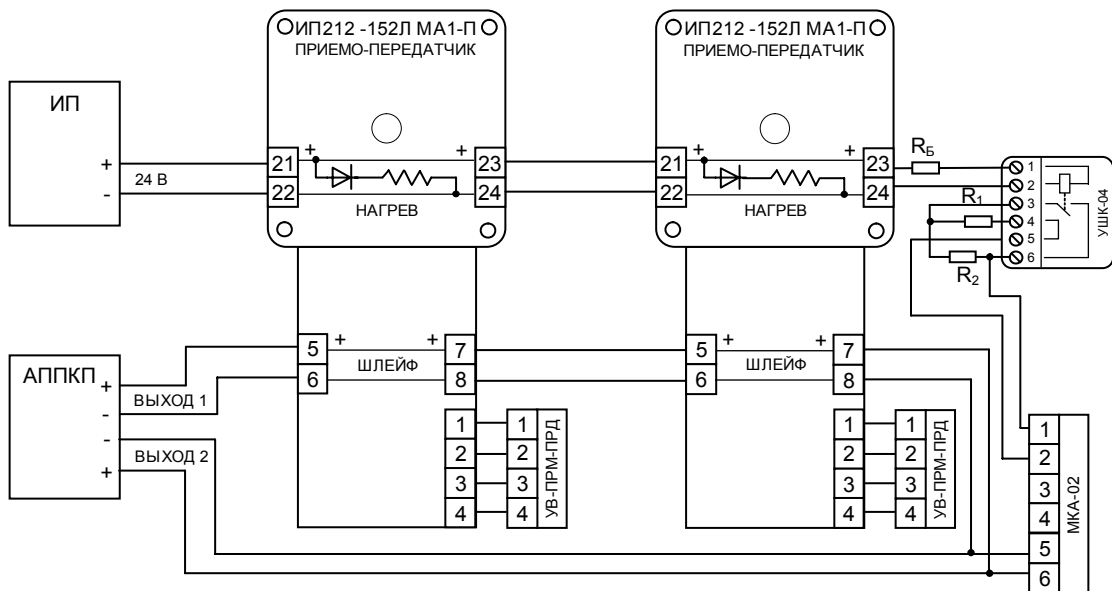 ИП212 -152Л МА1-П
ПРИЕМО-ПЕРЕДАТЧИК
ИП212 -152Л МА1-П
ПРИЕМО-ПЕРЕДАТЧИК
ИП
+
-
24 В
21
22
+
+
23
24
НАГРЕВ
21
22
+
+
23
24
НАГРЕВ
RБ
R1
R2
1
2
3
4
5
6
УШК-04
АППКП
+
-
-
+
ВЫХОД 1
ВЫХОД 2
5
6
+
+
7
8
ШЛЕЙФ
5
6
+
+
7
8
ШЛЕЙФ
1
2
3
4
1
2
3
4
УВ-ПРМ-ПРД
1
2
3
4
1
2
3
4
УВ-ПРМ-ПРД
1
2
3
4
5
6
МКА-02